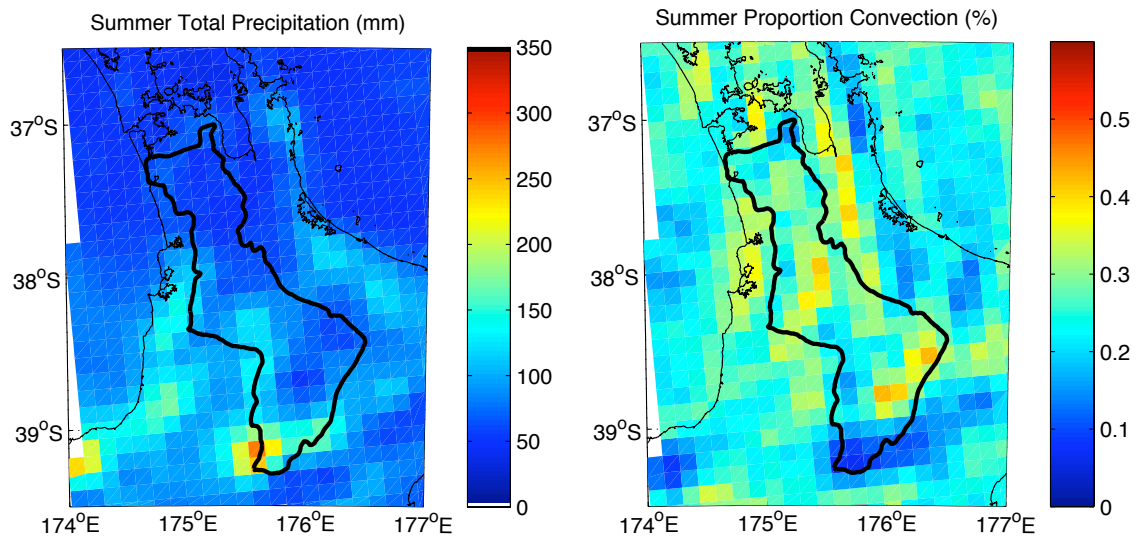 Summer Total Precipitation (mm)
37°S
38°S
39°S
174°E
175°E
176°E
177°E
350
300
250
200
150
100
50
0
Summer Proportion Convection (%)
37°S
38°S
39°S
174°E
175°E
176°E
177°E
0.5
0.4
0.3
0.2
0.1
0